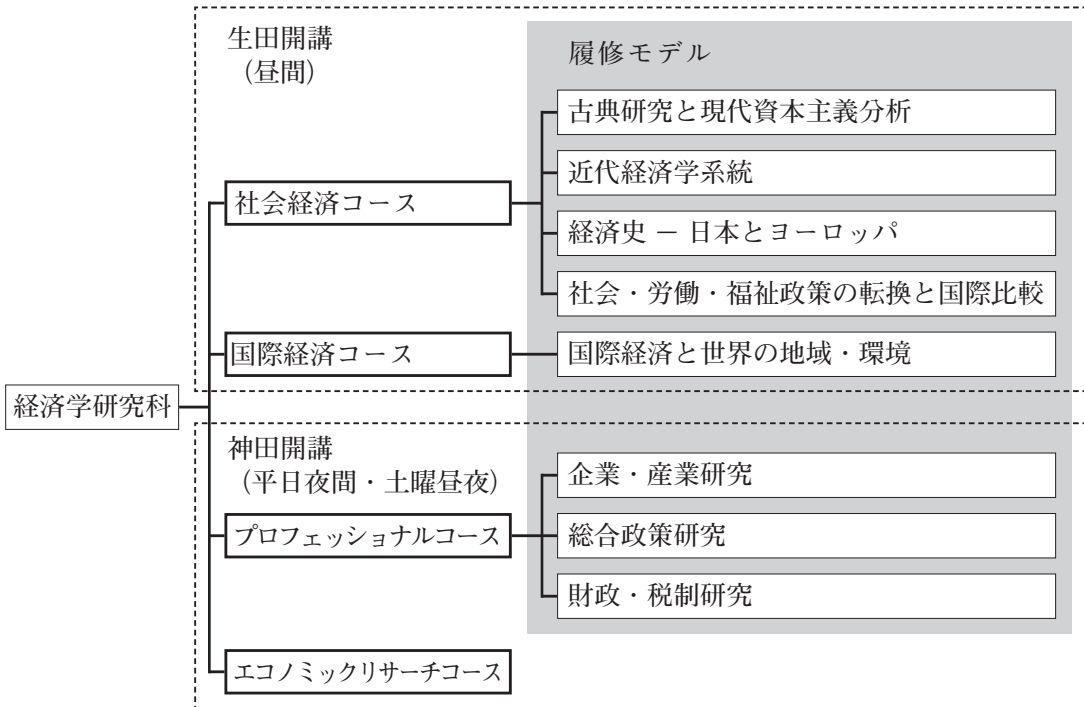 生田開講
（昼間）
履修モデル
古典研究と現代資本主義分析
近代経済学系統
社会経済コース
経済史 － 日本とヨーロッパ
社会・労働・福祉政策の転換と国際比較
国際経済コース
国際経済と世界の地域・環境
経済学研究科
神田開講
（平日夜間・土曜昼夜）
企業・産業研究
プロフェッショナルコース
総合政策研究
財政・税制研究
エコノミックリサーチコース